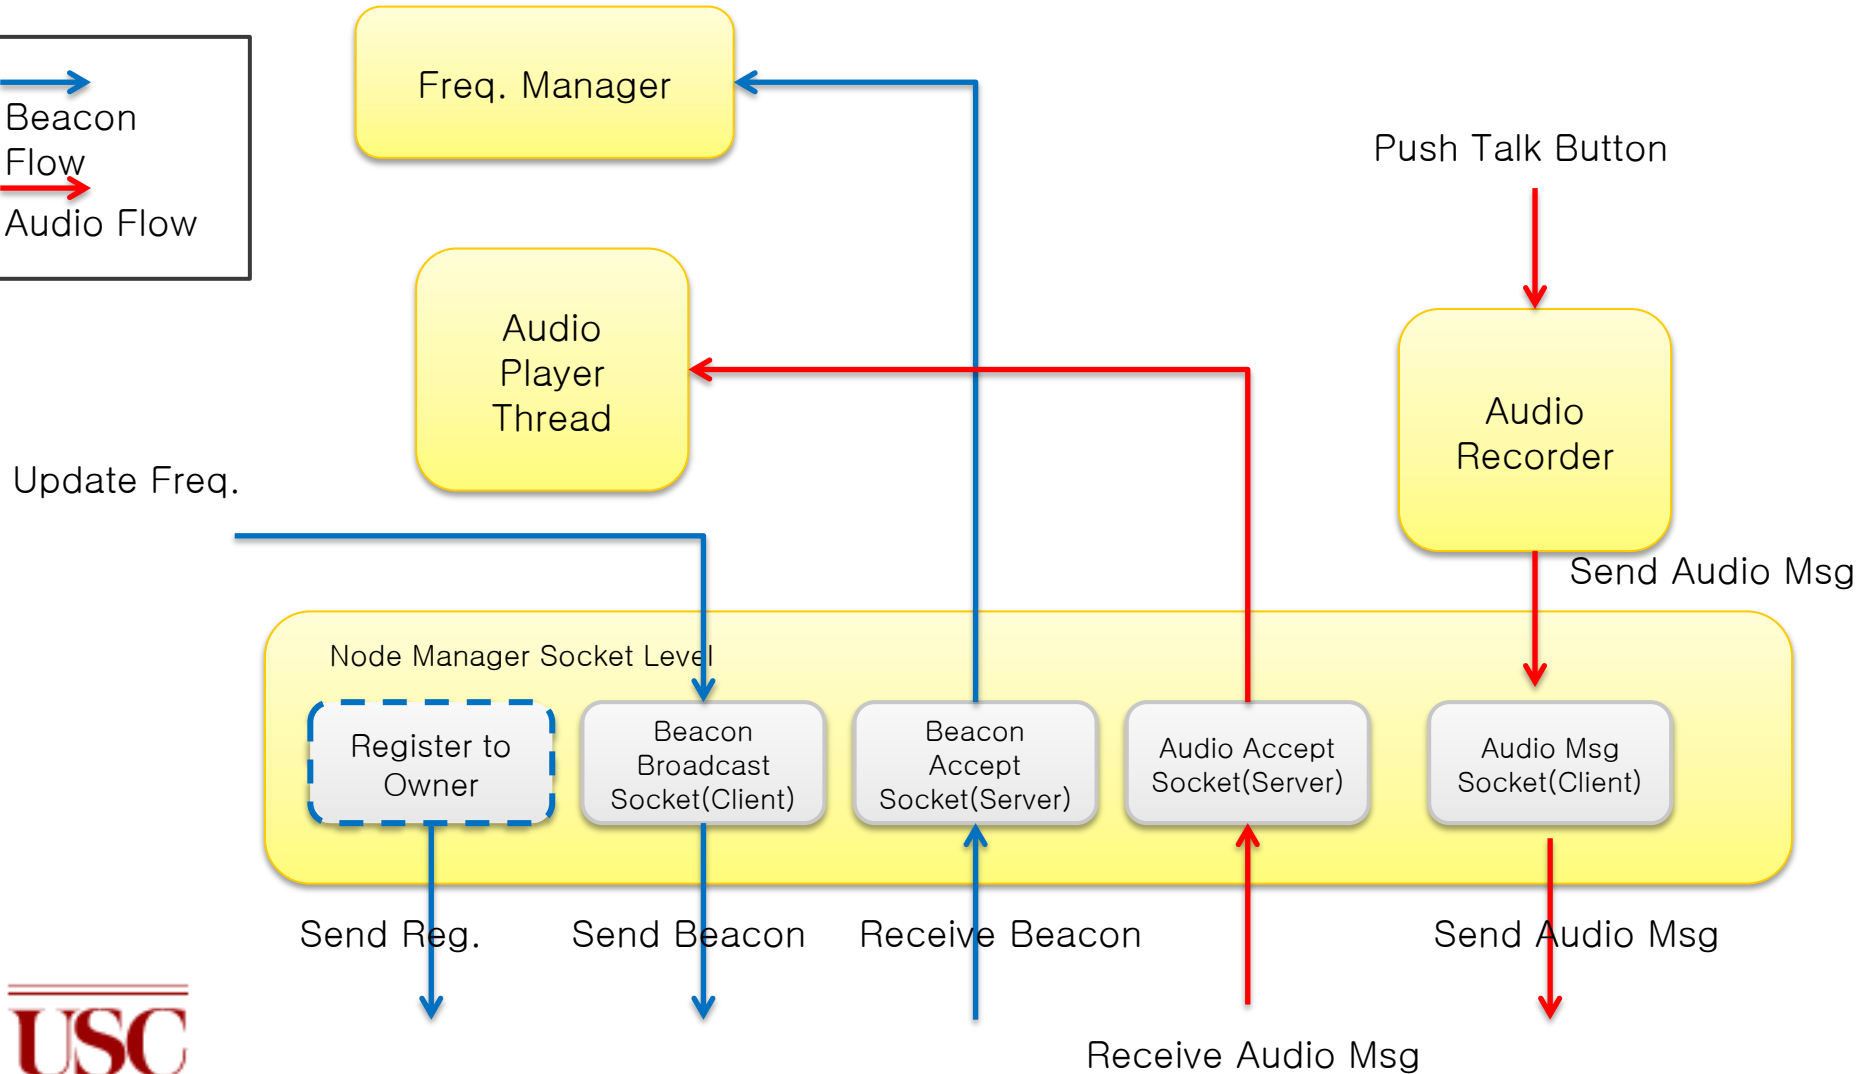 Freq. Manager
Beacon
Flow
Audio Flow
Push Talk Button
Audio
Player
Thread
Audio
Recorder
Update Freq.
Send Audio Msg
Node Manager Socket Level
Register to
Owner
Beacon
Broadcast
Socket(Client)
Beacon
Accept
Socket(Server)
Audio Accept
Socket(Server)
Audio Msg
Socket(Client)
Send Reg.
Send Beacon
Receive Beacon
Send Audio Msg
Receive Audio Msg
USC